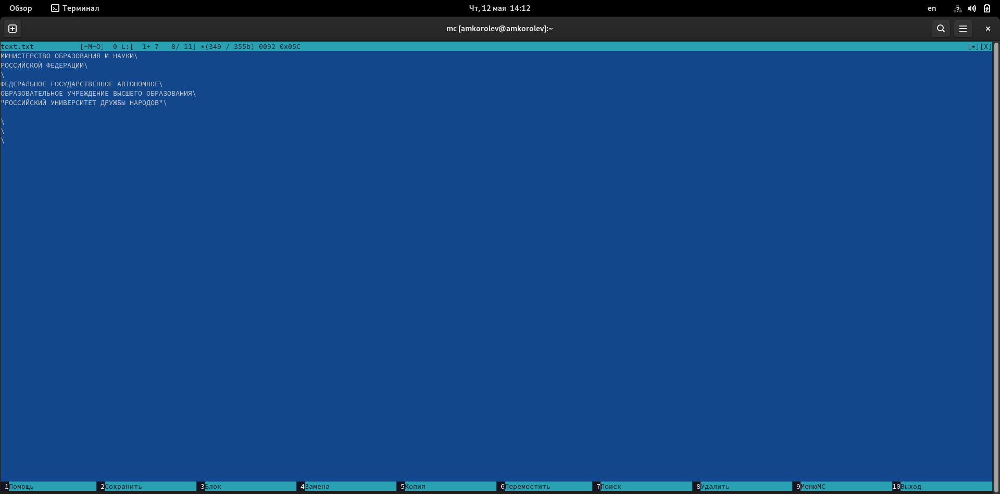 Обзор Терминал Чт, 12 мая 14:12 en
mc [amkorolev@amkorolev]:~
text.txt [-M-O] 0 L:[ 1+ 7 8/ 11] *(349 / 355b) 0092 0x05C [*][X]
МИНИСТЕРСТВО ОБРАЗОВАНИЯ И НАУКИ\
РОССИЙСКОЙ ФЕДЕРАЦИИ\
\
ФЕДЕРАЛЬНОЕ ГОСУДАРСТВЕННОЕ АВТОНОМНОЕ\
ОБРАЗОВАТЕЛЬНОЕ УЧРЕЖДЕНИЕ ВЫСШЕГО ОБРАЗОВАНИЯ\
"РОССИЙСКИЙ УНИВЕРСИТЕТ ДРУЖБЫ НАРОДОВ"\
\
\
\
1Помощь 2Сохранить 3Блок 4Замена 5Копия 6Переместить 7Поиск 8Удалить 9МенюMC 10Выход